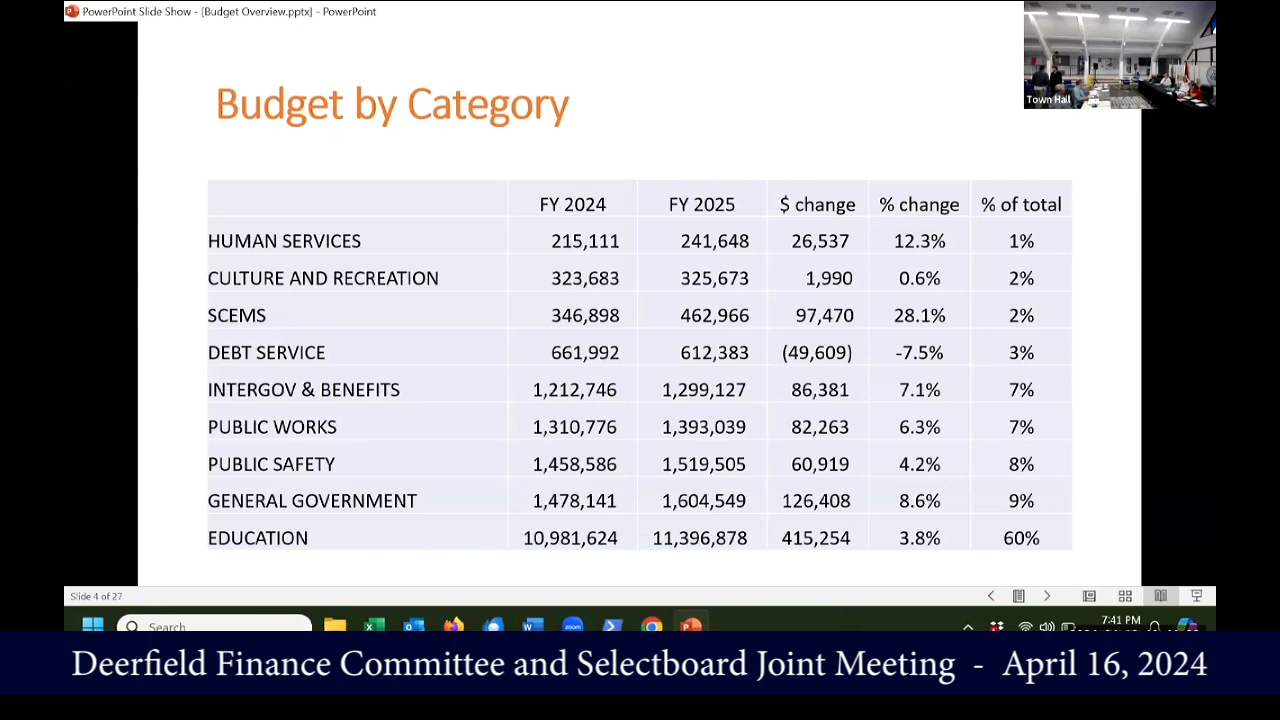 PowerPoint Slide Show - [Budget Overview.pptx] - PowerPoint
Town Hall
Budget by Category
FY 2024 FY 2025 $ change % change % of total
HUMAN SERVICES 215,111 241,648 26,537 12.3% 1%
CULTURE AND RECREATION 323,683 325,673 1,990 0.6% 2%
SCEMS 346,898 462,966 97,470 28.1% 2%
DEBT SERVICE 661,992 612,383 (49,609) -7.5% 3%
INTERGOV & BENEFITS 1,212,746 1,299,127 86,381 7.1% 7%
PUBLIC WORKS 1,310,776 1,393,039 82,263 6.3% 7%
PUBLIC SAFETY 1,458,586 1,519,505 60,919 4.2% 8%
GENERAL GOVERNMENT 1,478,141 1,604,549 126,408 8.6% 9%
EDUCATION 10,981,624 11,396,878 415,254 3.8% 60%
Slide 4 of 27
Search
7:41 PM
Deerfield Finance Committee and Selectboard Joint Meeting - April 16, 2024